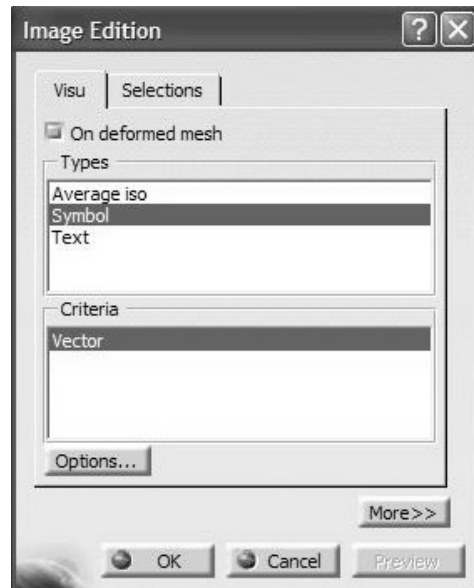 Image Edition
Visu Selections
On deformed mesh
Types
Average iso
Symbol
Text
Criteria
Vector
Options...
More>>
OK Cancel Preview